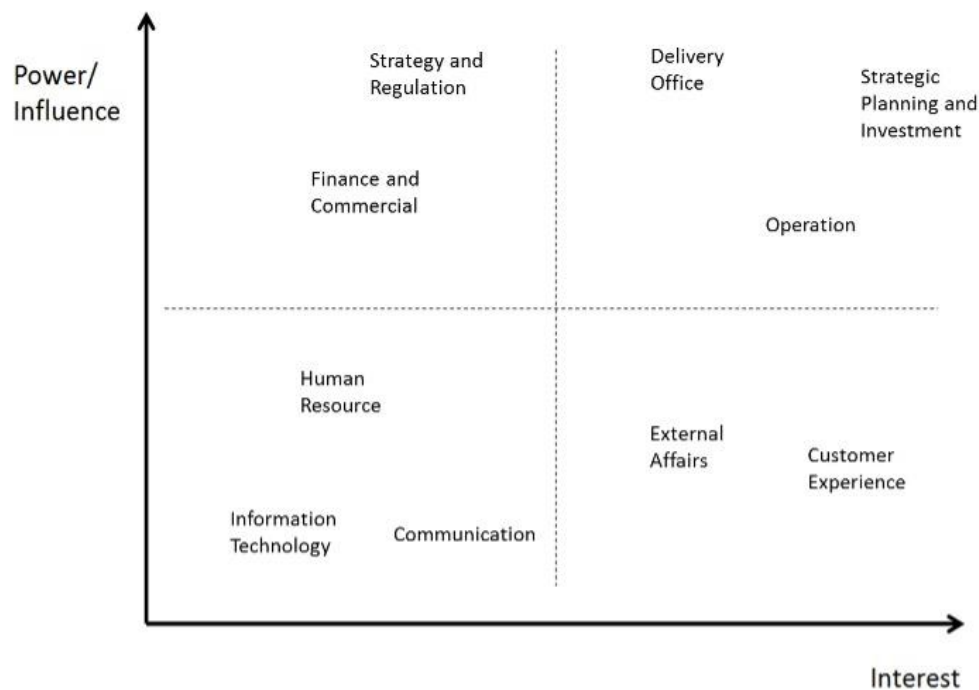 Power/
Influence
Strategy and
Regulation
Delivery
Office
Strategic
Planning and
Investment
Finance and
Commercial
Operation
Human
Resource
External
Affairs
Customer
Experience
Information
Technology
Communication
Interest